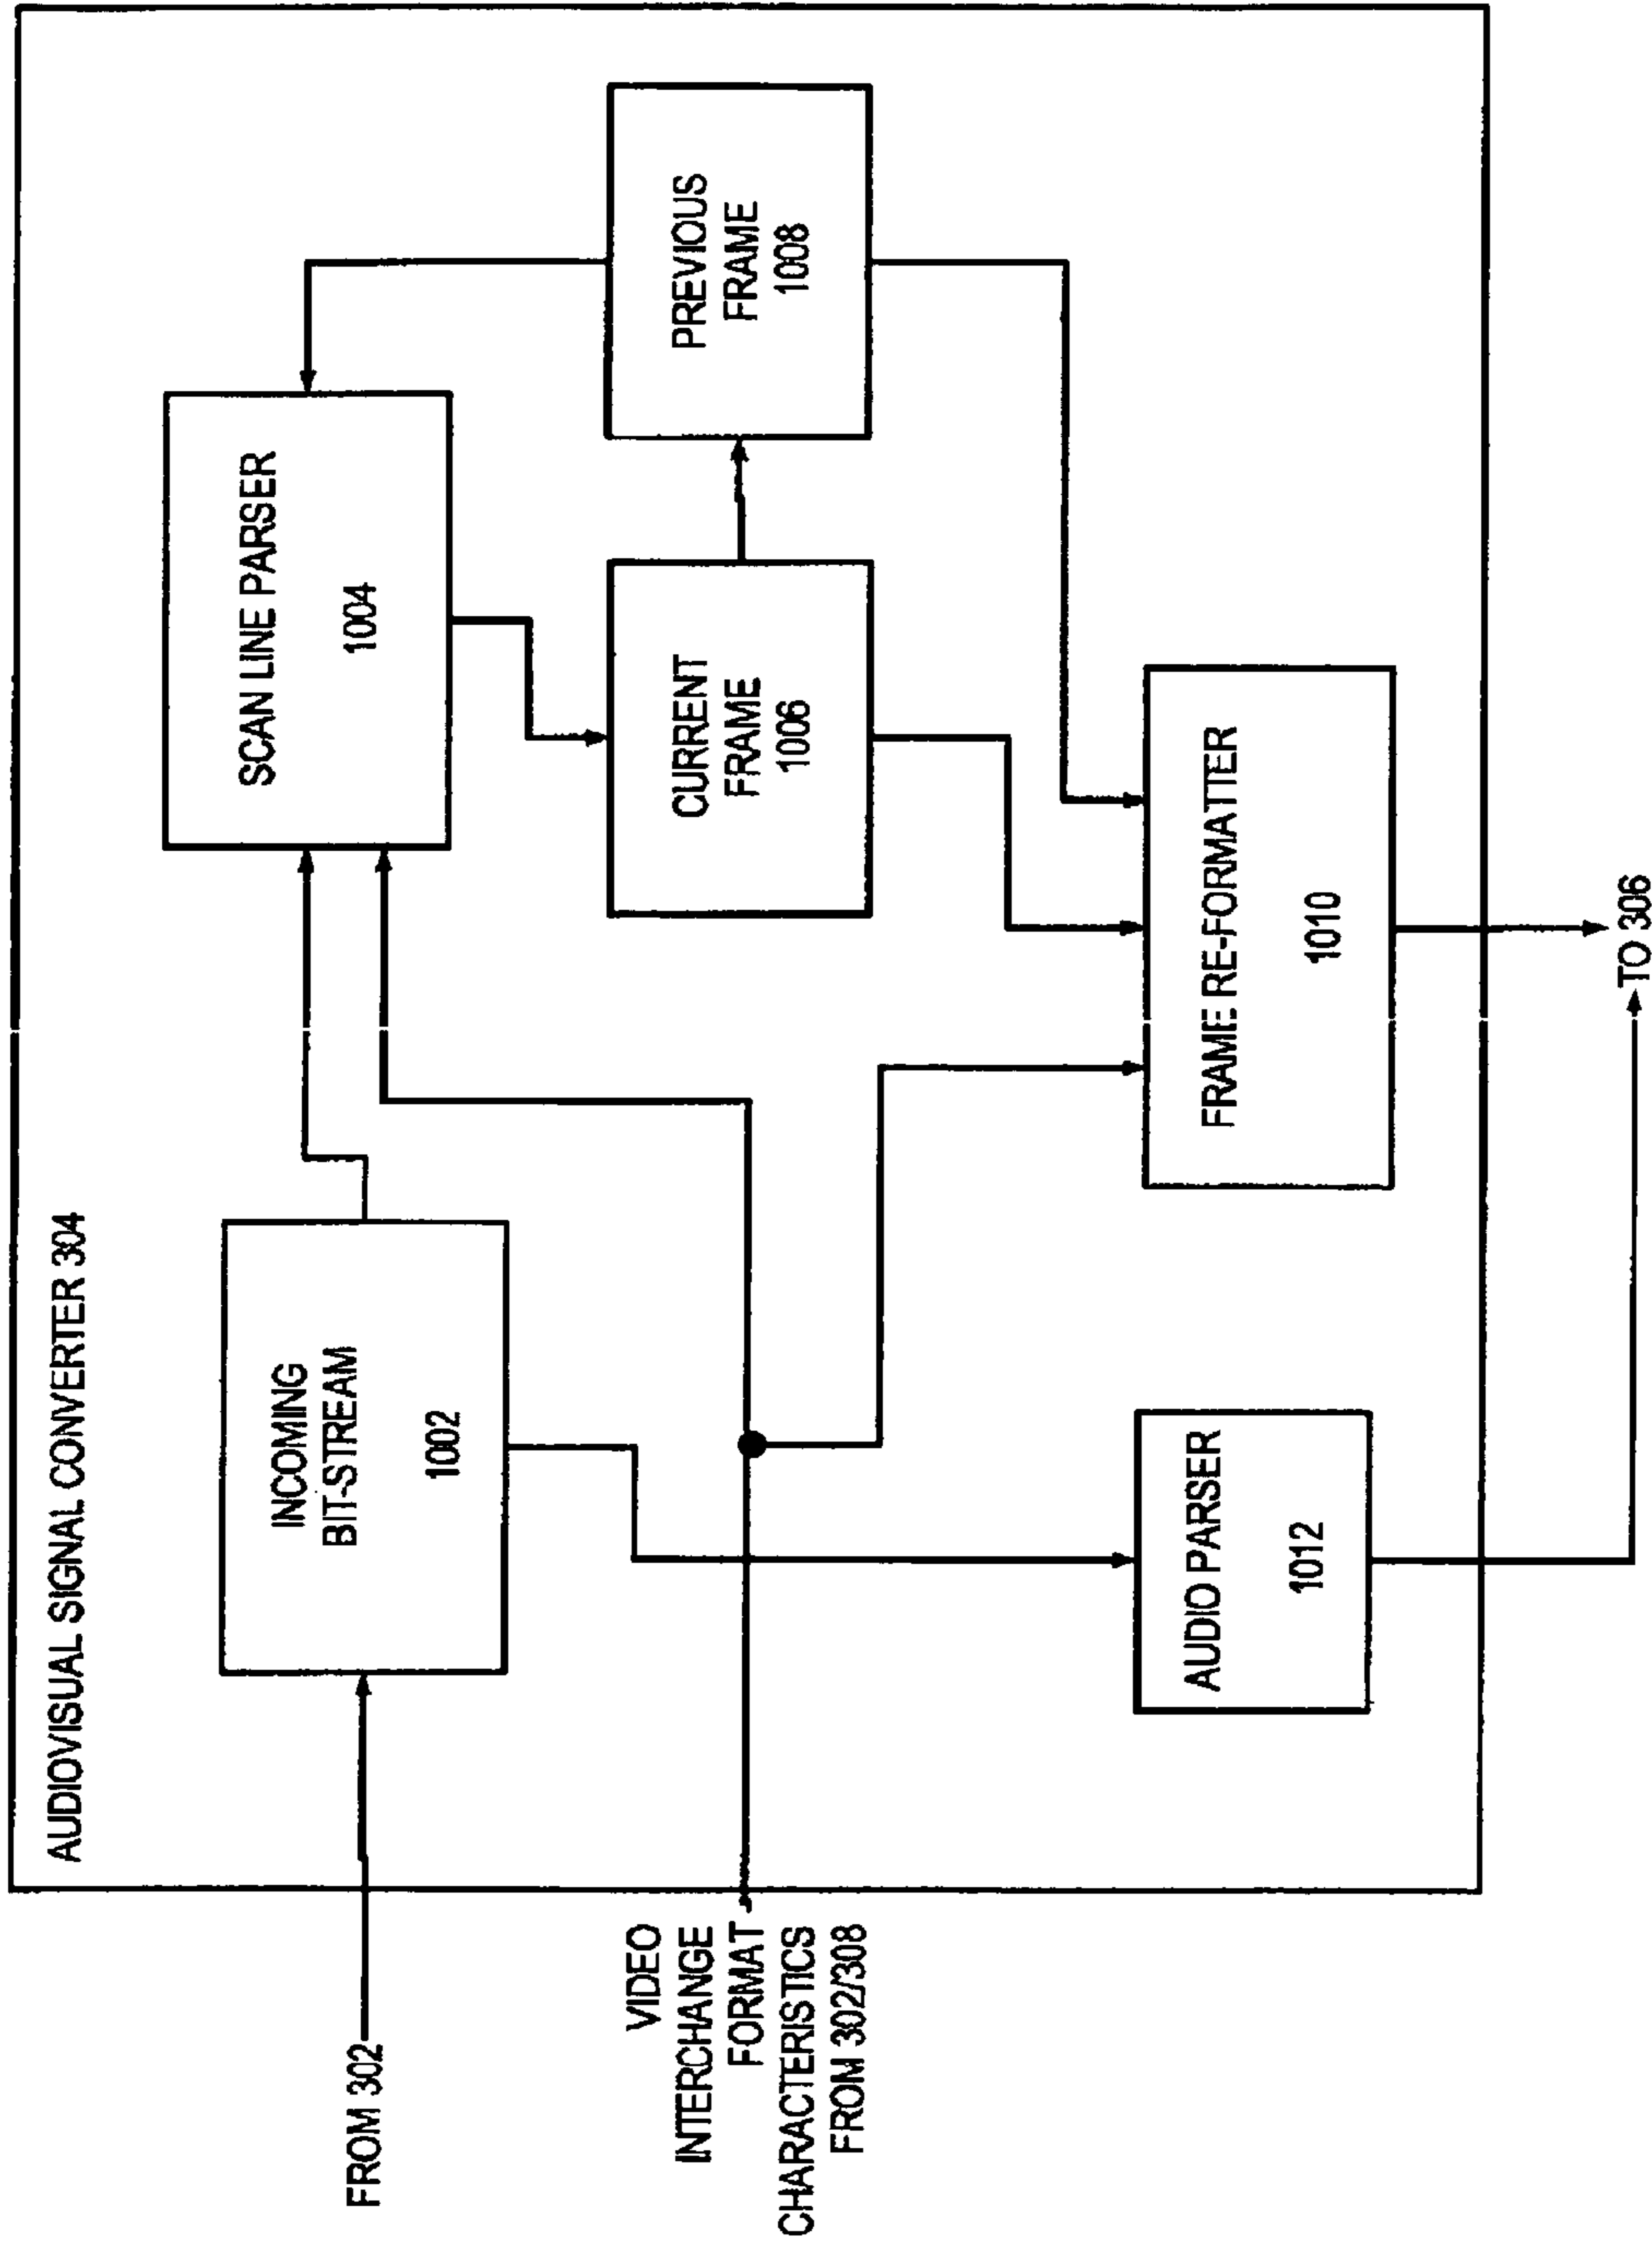 AUDIOVISUAL SIGNAL CONVERTER 304
FROM 302
INCOMING
BIT-STREAM
1002
SCAN LINE PARSER
1004
VIDEO
INTERCHANGE
FORMAT
CHARACTERISTICS
FROM 302/308
CURRENT
FRAME
1006
PREVIOUS
FRAME
1008
AUDIO PARSER
1012
FRAME RE-FORMATTER
1010
TO 306